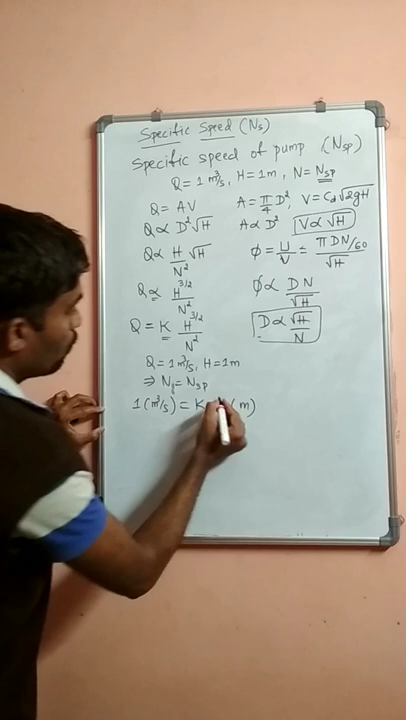 Specific Speed (Ns)
Specific speed of pump (Nsp)
Q = 1 m³/s, H = 1m, N = Nsp
Q = AV
A = π/4 D², V = Cd√2gH
Q ∝ D²√H
A ∝ D²
V ∝ √H
Q ∝ H/N² √H
φ = U/V = (πDN/60)/√H
Q ∝ H^3/2/N²
φ ∝ DN/√H
Q = K H^3/2/N²
D ∝ √H/N
Q = 1 m³/s, H = 1m
⇒ N = Nsp
1 (m³/s) = K (m)